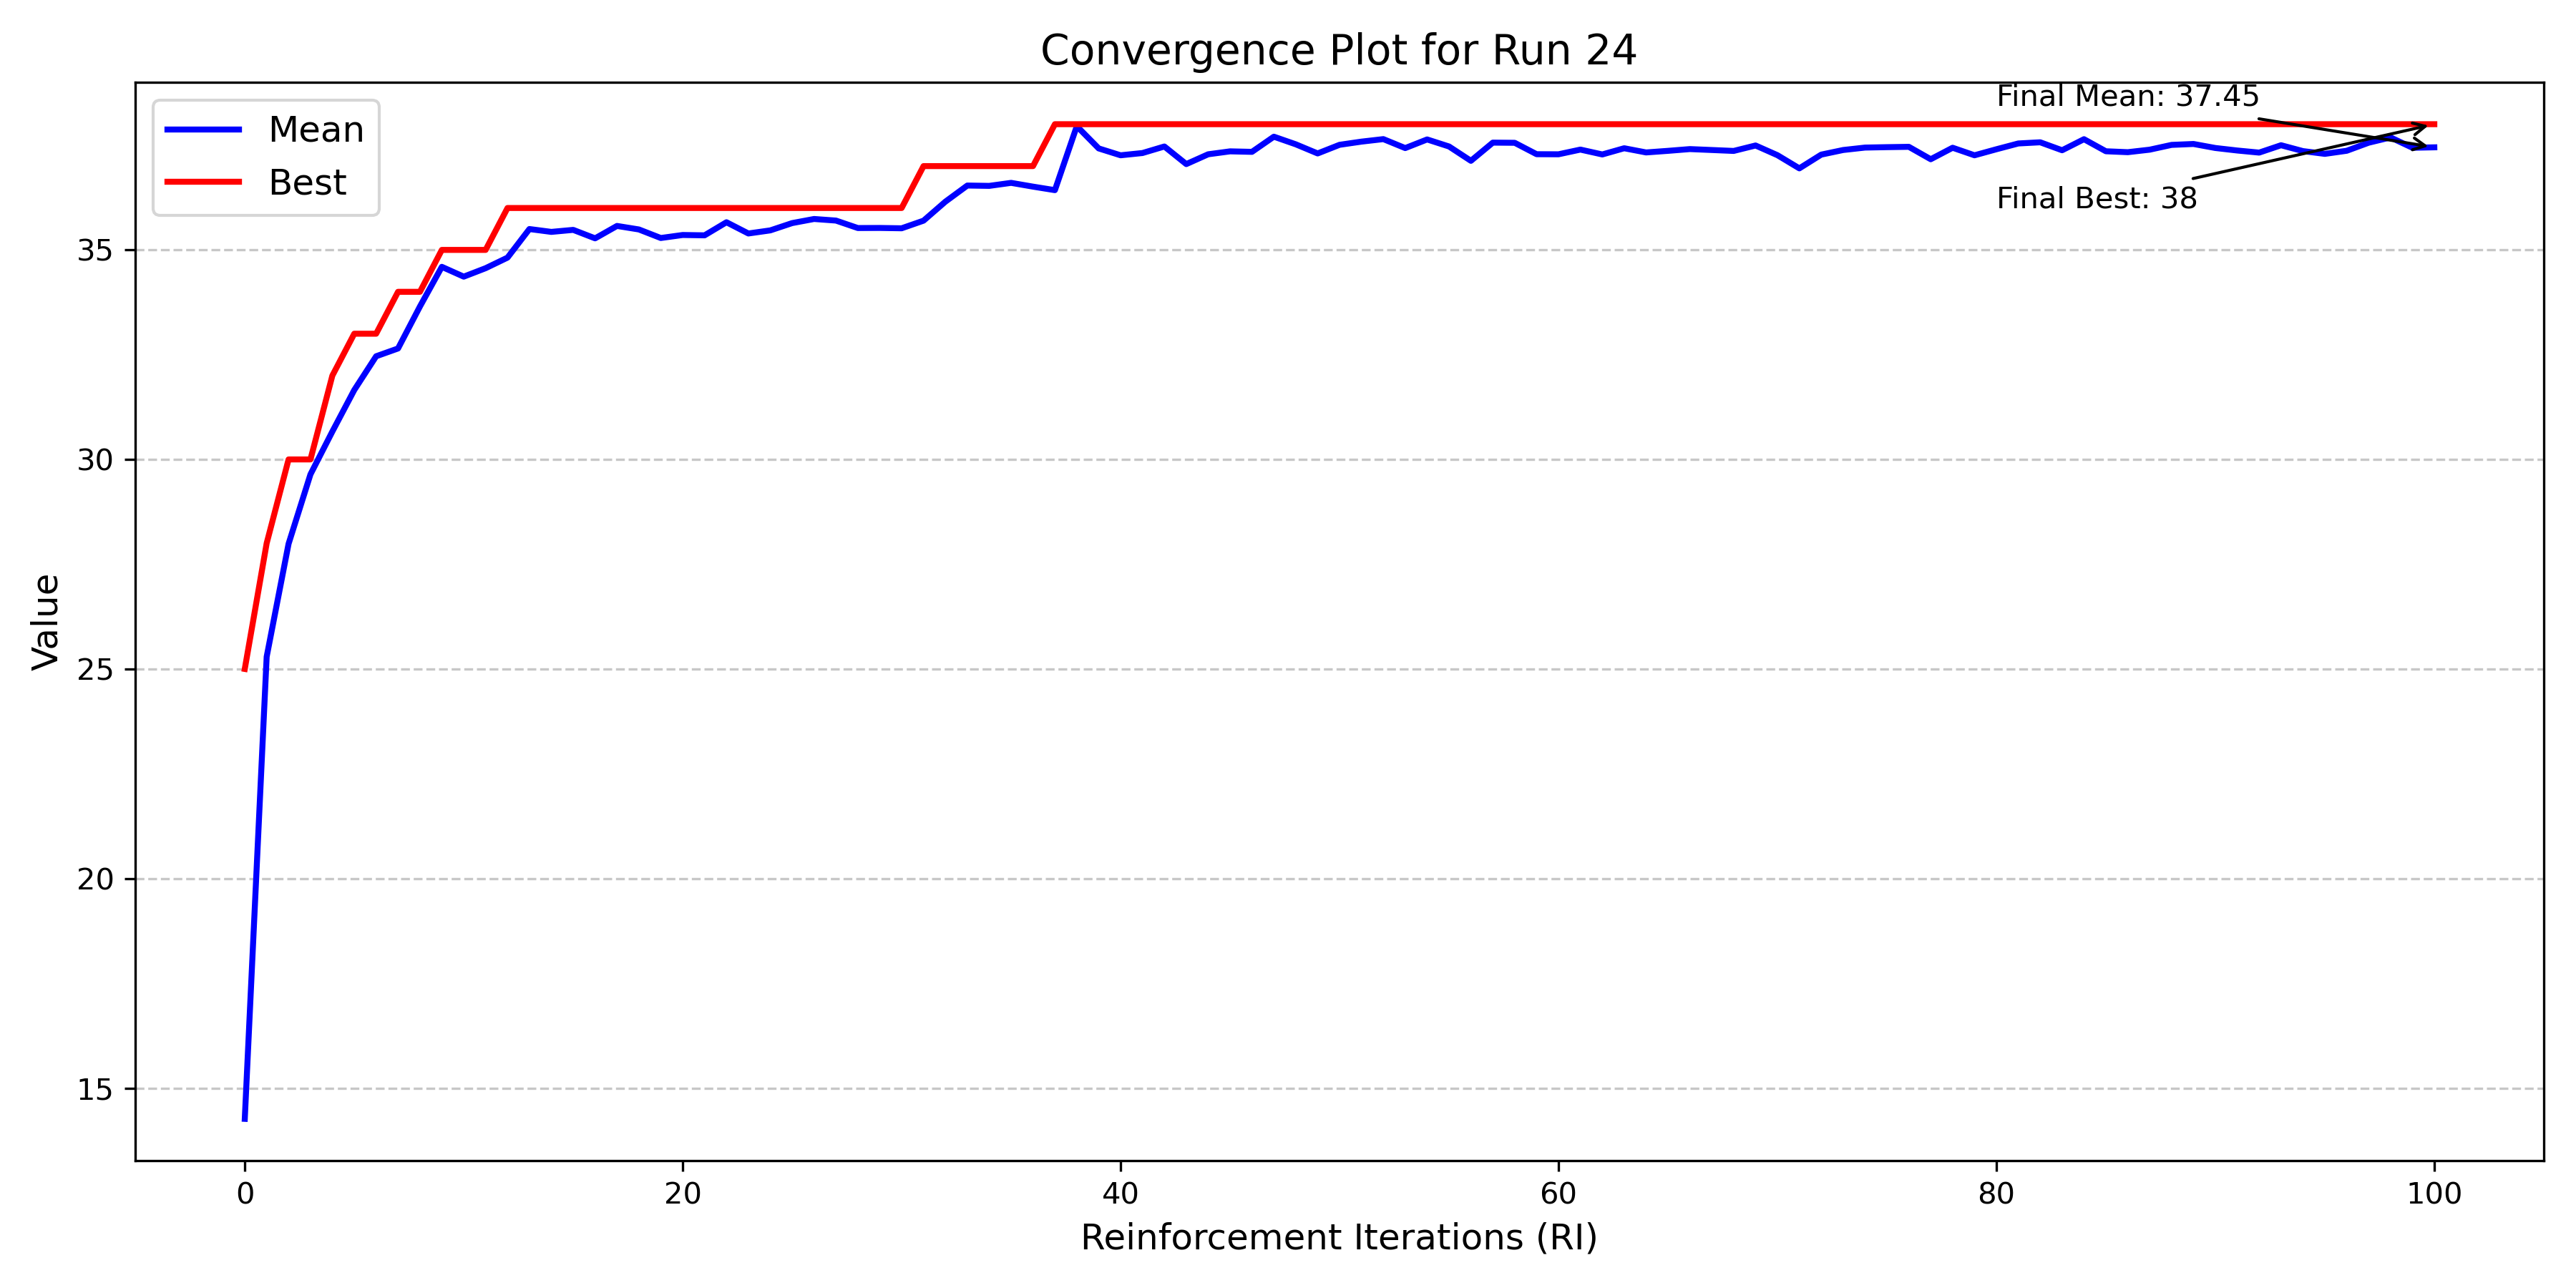 Convergence Plot for Run 24
Mean
Best
Final Mean: 37.45
Final Best: 38
Value
35
30
25
20
15
0
20
40
60
80
100
Reinforcement Iterations (RI)